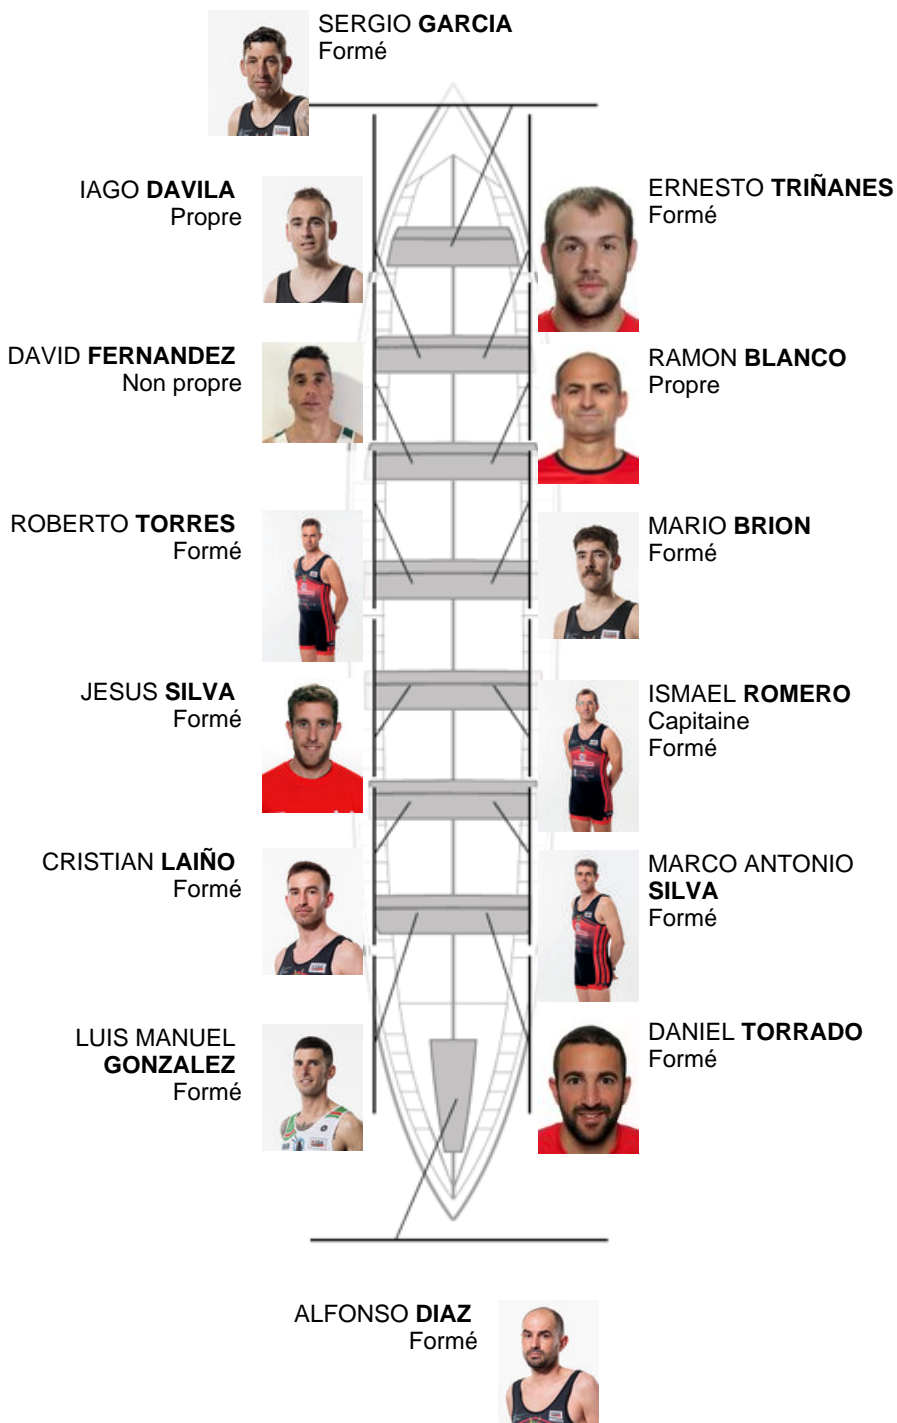 SERGIO GARCIA
Formé
IAGO DAVILA
Propre
ERNESTO TRIÑANES
Formé
DAVID FERNANDEZ
Non propre
RAMON BLANCO
Propre
ROBERTO TORRES
Formé
MARIO BRION
Formé
JESUS SILVA
Formé
ISMAEL ROMERO
Capitaine
Formé
CRISTIAN LAIÑO
Formé
MARCO ANTONIO
SILVA
Formé
LUIS MANUEL
GONZALEZ
Formé
DANIEL TORRADO
Formé
ALFONSO DIAZ
Formé